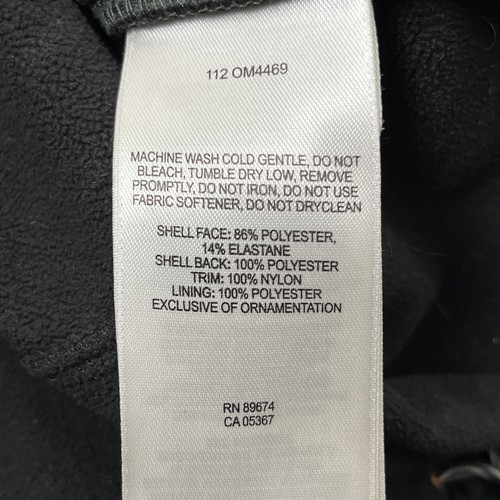 112 OM4469
MACHINE WASH COLD GENTLE, DO NOT
BLEACH, TUMBLE DRY LOW, REMOVE
PROMPTLY, DO NOT IRON, DO NOT USE
FABRIC SOFTENER, DO NOT DRYCLEAN
SHELL FACE: 86% POLYESTER,
14% ELASTANE
SHELL BACK: 100% POLYESTER
TRIM: 100% NYLON
LINING: 100% POLYESTER
EXCLUSIVE OF ORNAMENTATION
RN 89674
CA 05367